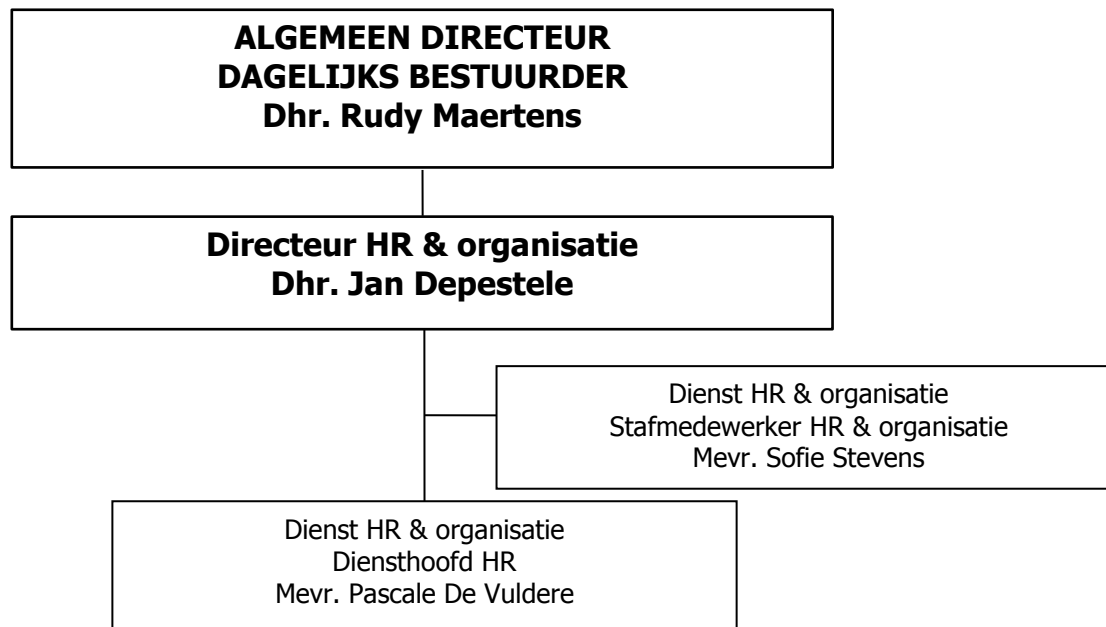 ALGEMEEN DIRECTEUR
DAGELIJKS BESTUURDER
Dhr. Rudy Maertens
Directeur HR & organisatie
Dhr. Jan Depestele
Dienst HR & organisatie
Stafmedewerker HR & organisatie
Mevr. Sofie Stevens
Dienst HR & organisatie
Diensthoofd HR
Mevr. Pascale De Vuldere